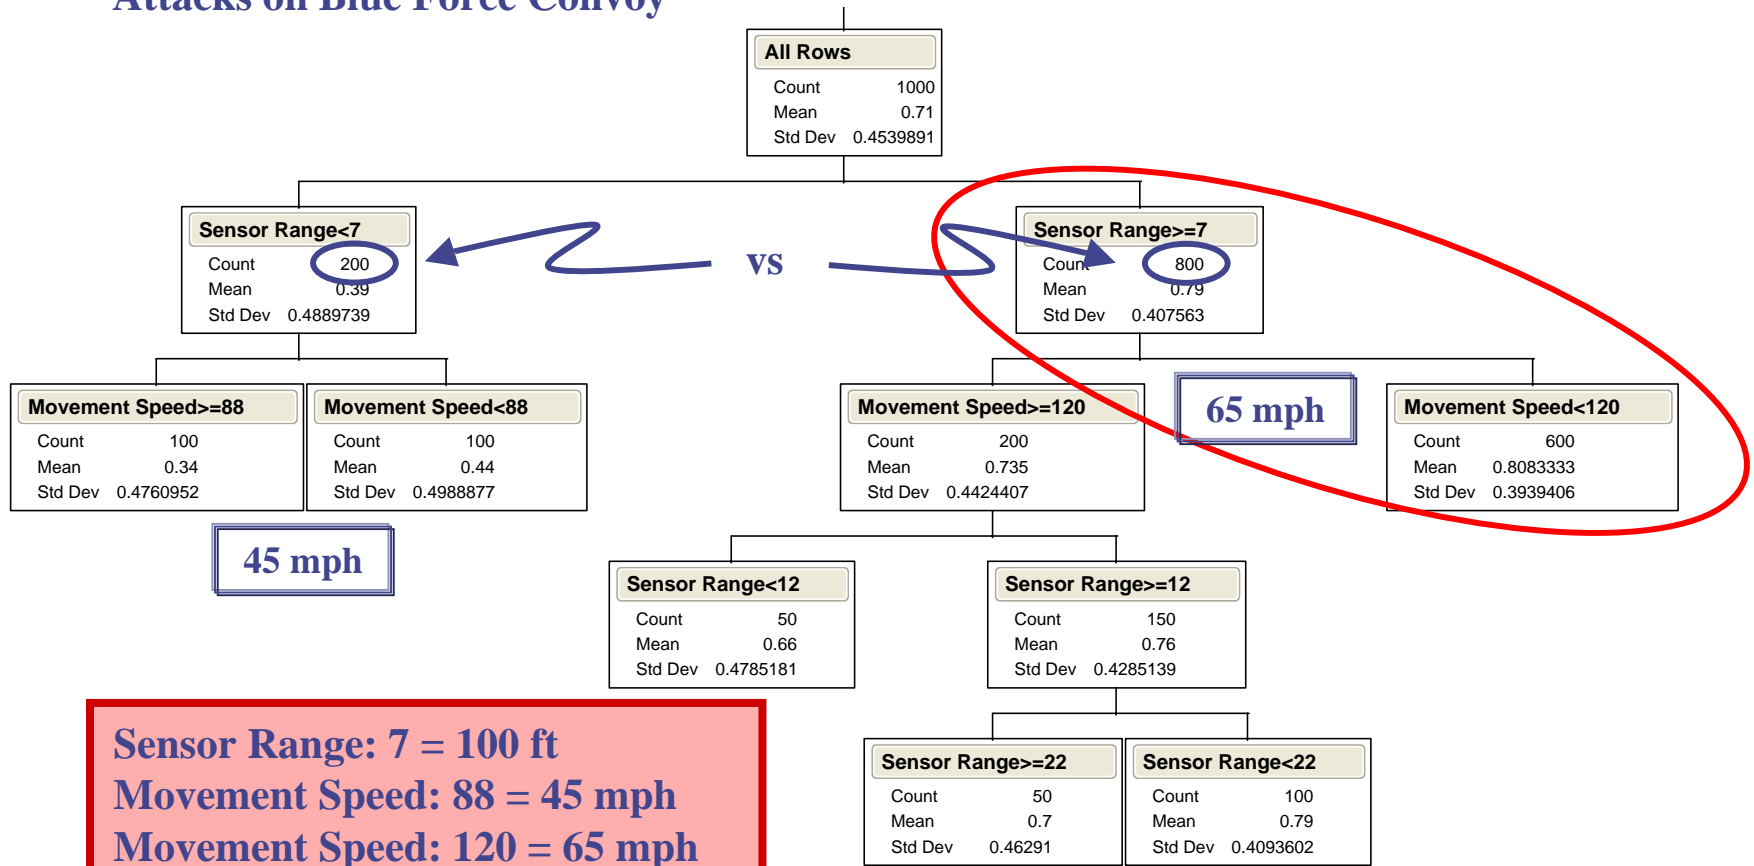 Attacks on Blue Force Convoy
All Rows
Count 1000
Mean 0.71
Std Dev 0.4539891
Sensor Range<7
Count 200
Mean 0.39
Std Dev 0.4889739
vs
Sensor Range>=7
Count 800
Mean 0.79
Std Dev 0.407563
Movement Speed>=88
Count 100
Mean 0.34
Std Dev 0.4760952
Movement Speed<88
Count 100
Mean 0.44
Std Dev 0.4988877
45 mph
Movement Speed>=120
Count 200
Mean 0.735
Std Dev 0.4424407
65 mph
Movement Speed<120
Count 600
Mean 0.8083333
Std Dev 0.3939406
Sensor Range<12
Count 50
Mean 0.66
Std Dev 0.4785181
Sensor Range>=12
Count 150
Mean 0.76
Std Dev 0.4285139
Sensor Range>=22
Count 50
Mean 0.7
Std Dev 0.46291
Sensor Range<22
Count 100
Mean 0.79
Std Dev 0.4093602
Sensor Range: 7 = 100 ft
Movement Speed: 88 = 45 mph
Movement Speed: 120 = 65 mph